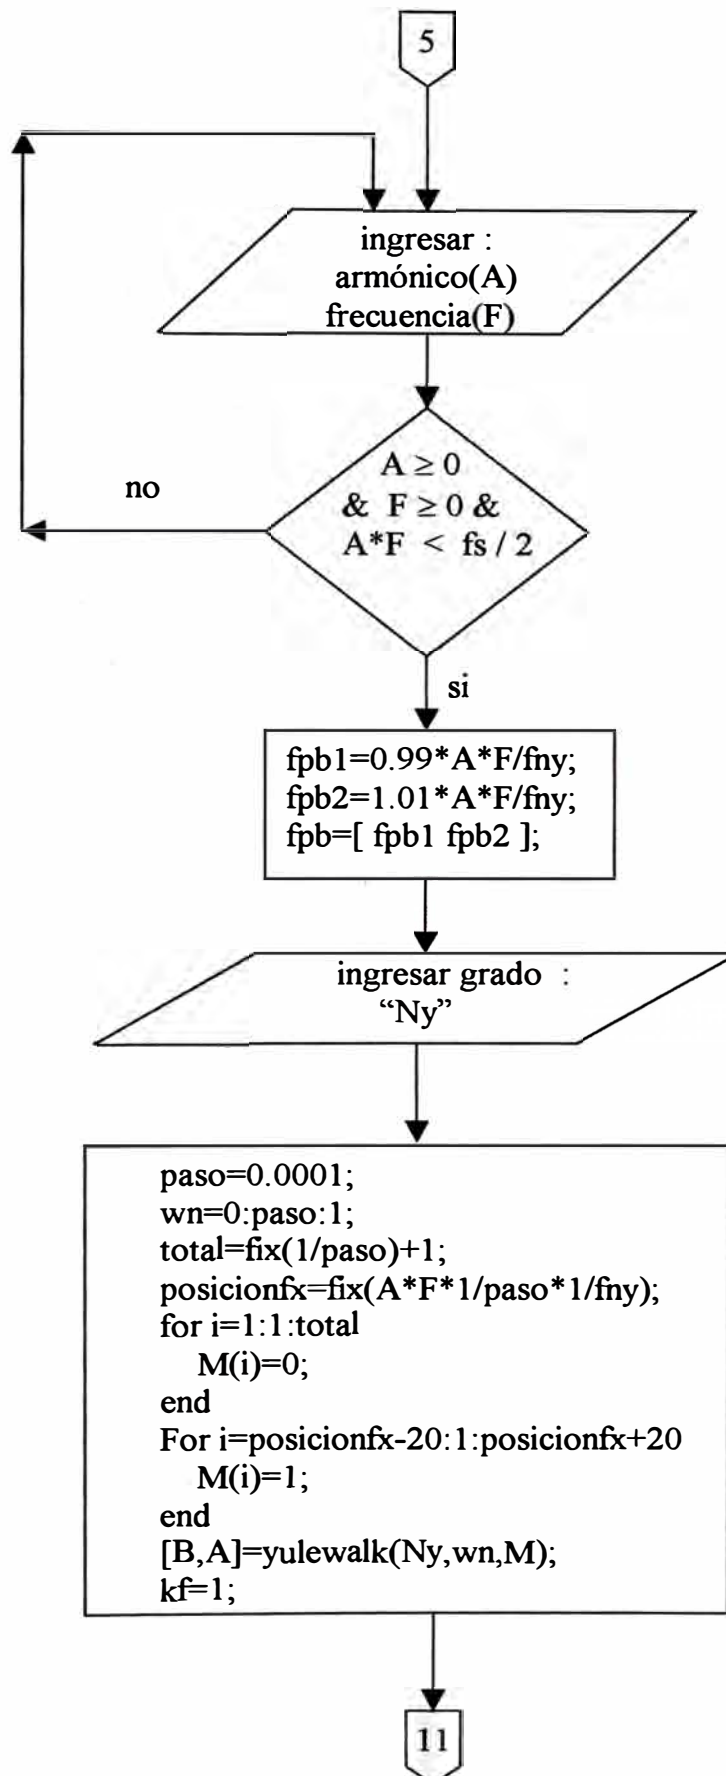 5
ingresar :
armónico(A)
frecuencia(F)
A ≥ 0
& F ≥ 0 &
A*F < fs / 2
no
si
fpb1=0.99*A*F/fny;
fpb2=1.01*A*F/fny;
fpb=[ fpb1 fpb2 ];
ingresar grado :
“Ny”
paso=0.0001;
wn=0:paso:1;
total=fix(1/paso)+1;
posicionfx=fix(A*F*1/paso*1/fny);
for i=1:1:total
M(i)=0;
end
For i=posicionfx-20:1:posicionfx+20
M(i)=1;
end
[B,A]=yulewalk(Ny,wn,M);
kf=1;
11